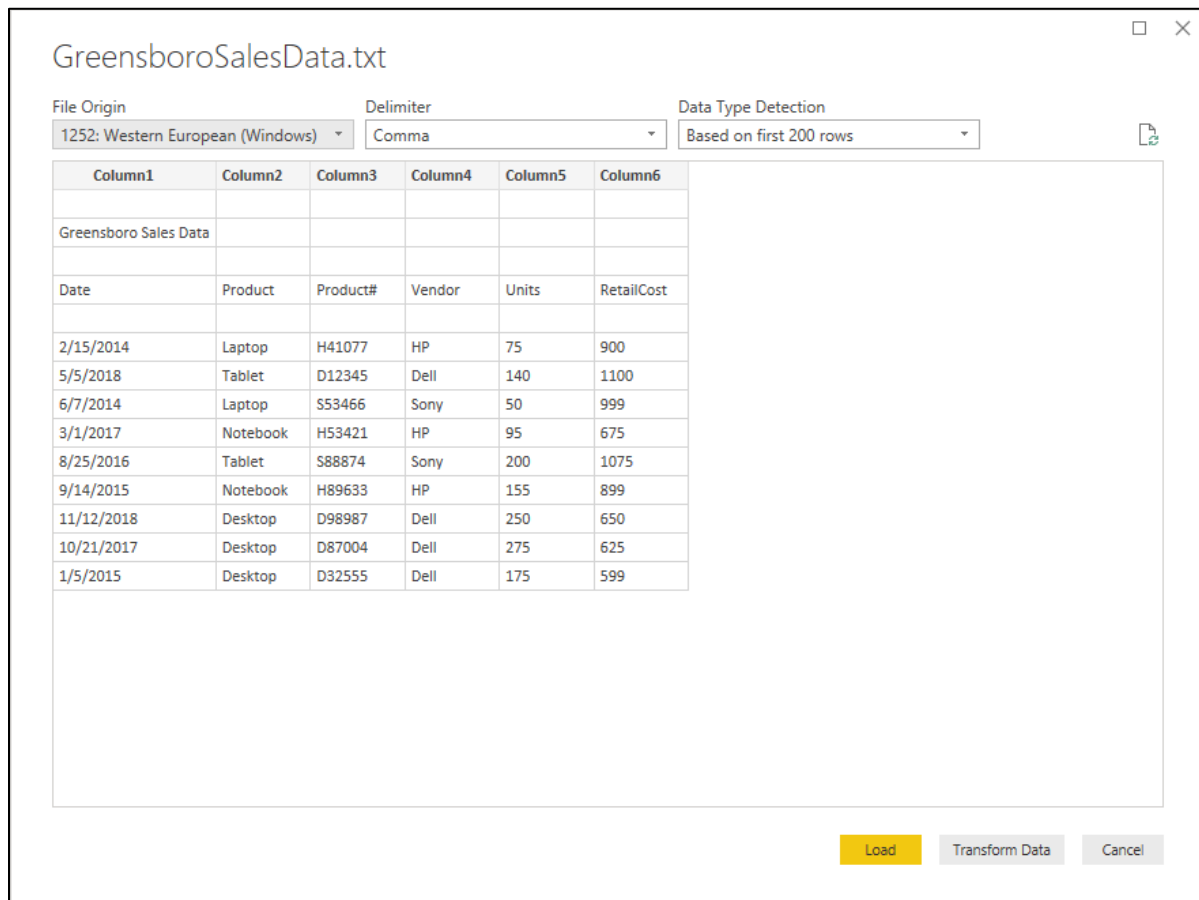 GreensboroSalesData.txt
File Origin Delimiter Data Type Detection
1252: Western European (Windows) Comma Based on first 200 rows
Column1 Column2 Column3 Column4 Column5 Column6
Greensboro Sales Data
Date Product Product# Vendor Units RetailCost
2/15/2014 Laptop H41077 HP 75 900
5/5/2018 Tablet D12345 Dell 140 1100
6/7/2014 Laptop S53466 Sony 50 999
3/1/2017 Notebook H53421 HP 95 675
8/25/2016 Tablet S88874 Sony 200 1075
9/14/2015 Notebook H89633 HP 155 899
11/12/2018 Desktop D98987 Dell 250 650
10/21/2017 Desktop D87004 Dell 275 625
1/5/2015 Desktop D32555 Dell 175 599
Load Transform Data Cancel